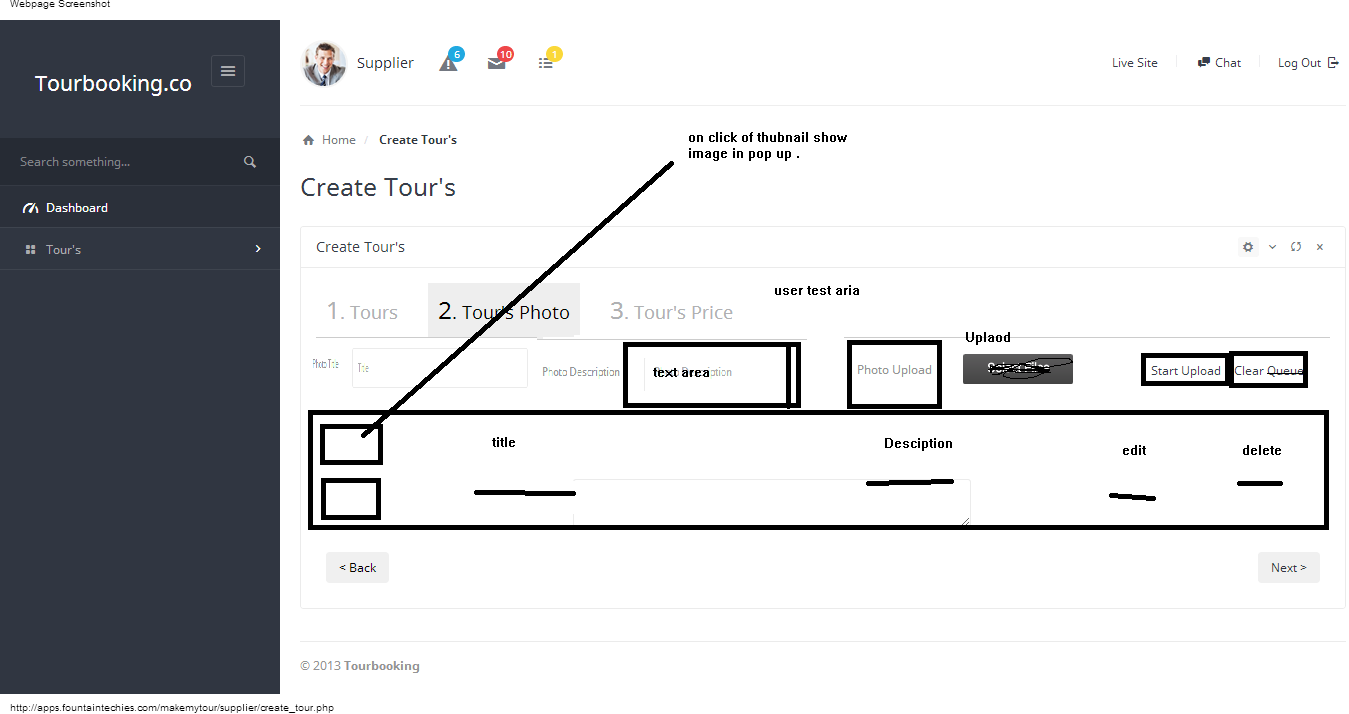 Webpage Screenshot
Tourbooking.co
Supplier 6 10 1
Live Site Chat Log Out
Search something...
Home / Create Tour's
on click of thubnail show
image in pop up .
Dashboard
Create Tour's
Tour's
Create Tour's
user test aria
1. Tours 2. Tour's Photo 3. Tour's Price
Uplaod
Photo Title Title Photo Description text area Description Photo Upload Start Upload Clear Queue
title Desciption edit delete
< Back Next >
© 2013 Tourbooking
http://apps.fountaintechies.com/makemytour/supplier/create_tour.php